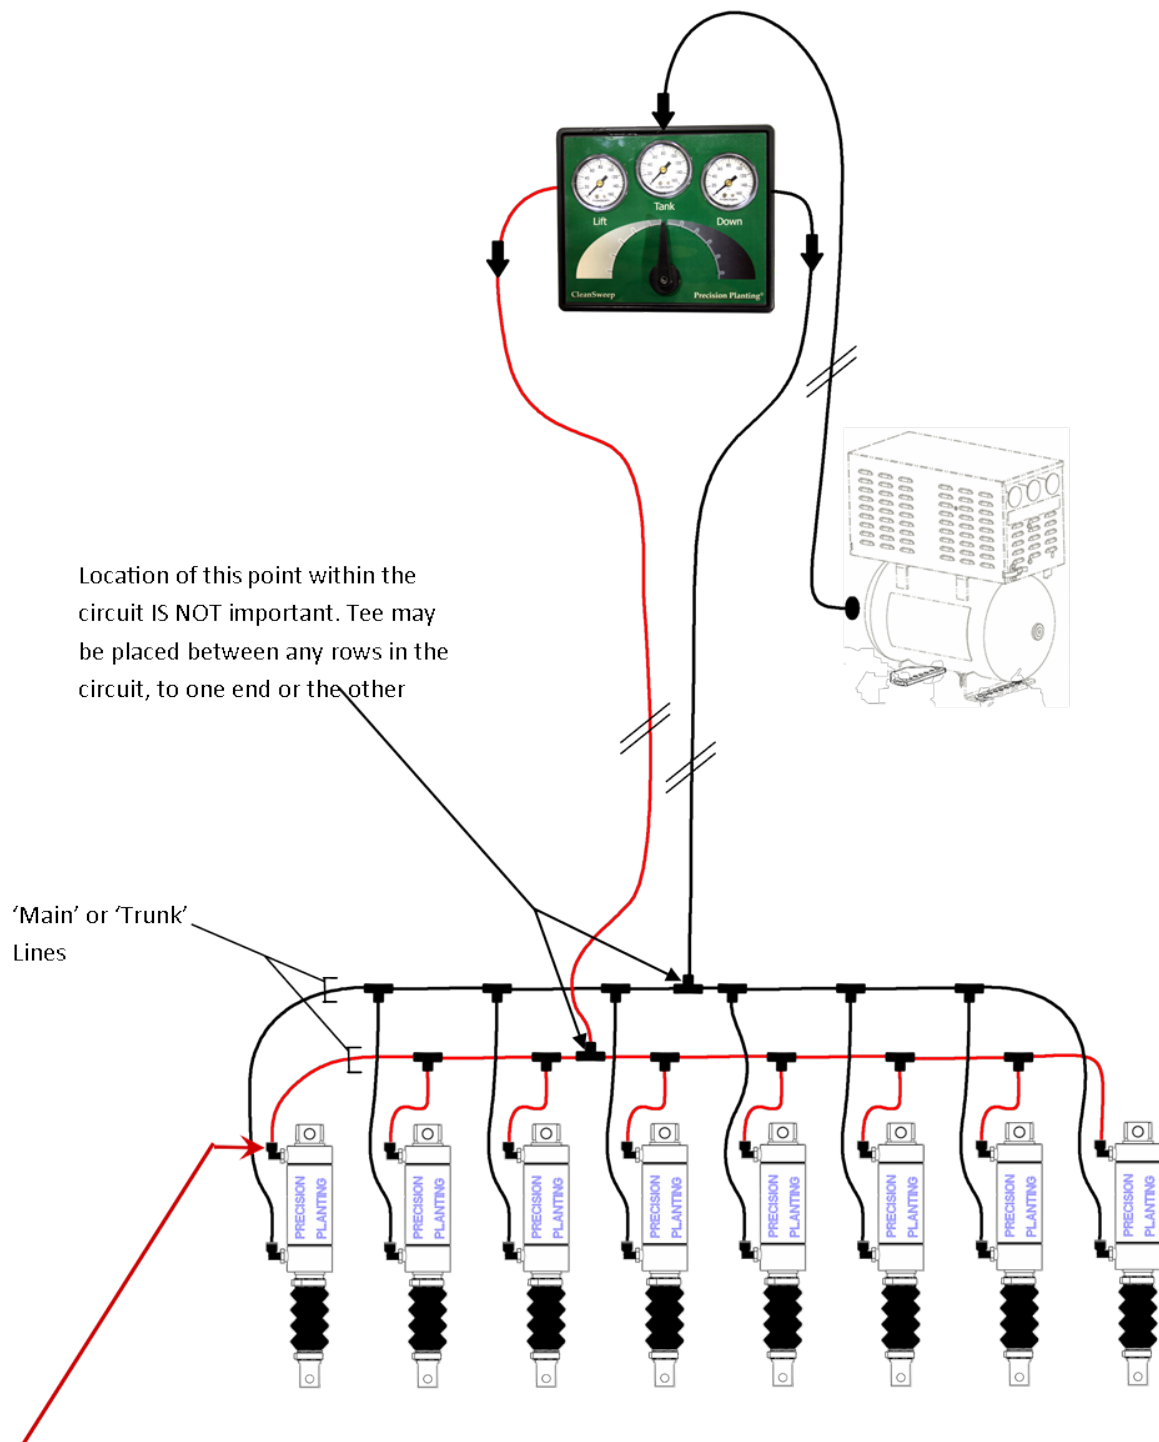 Tank
Lift
Down
CleanSweep
Precision Planting®
Location of this point within the
circuit IS NOT important. Tee may
be placed between any rows in the
circuit, to one end or the other
‘Main’ or ‘Trunk’
Lines
PRECISION
PLANTING
PRECISION
PLANTING
PRECISION
PLANTING
PRECISION
PLANTING
PRECISION
PLANTING
PRECISION
PLANTING
PRECISION
PLANTING
PRECISION
PLANTING